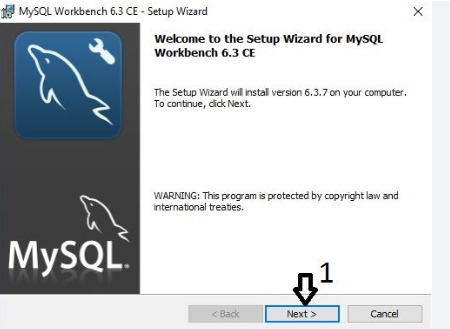 MySQL Workbench 6.3 CE - Setup Wizard
Welcome to the Setup Wizard for MySQL
Workbench 6.3 CE
The Setup Wizard will install version 6.3.7 on your computer.
To continue, click Next.
WARNING: This program is protected by copyright law and
international treaties.
MySQL.
1
< Back Next > Cancel